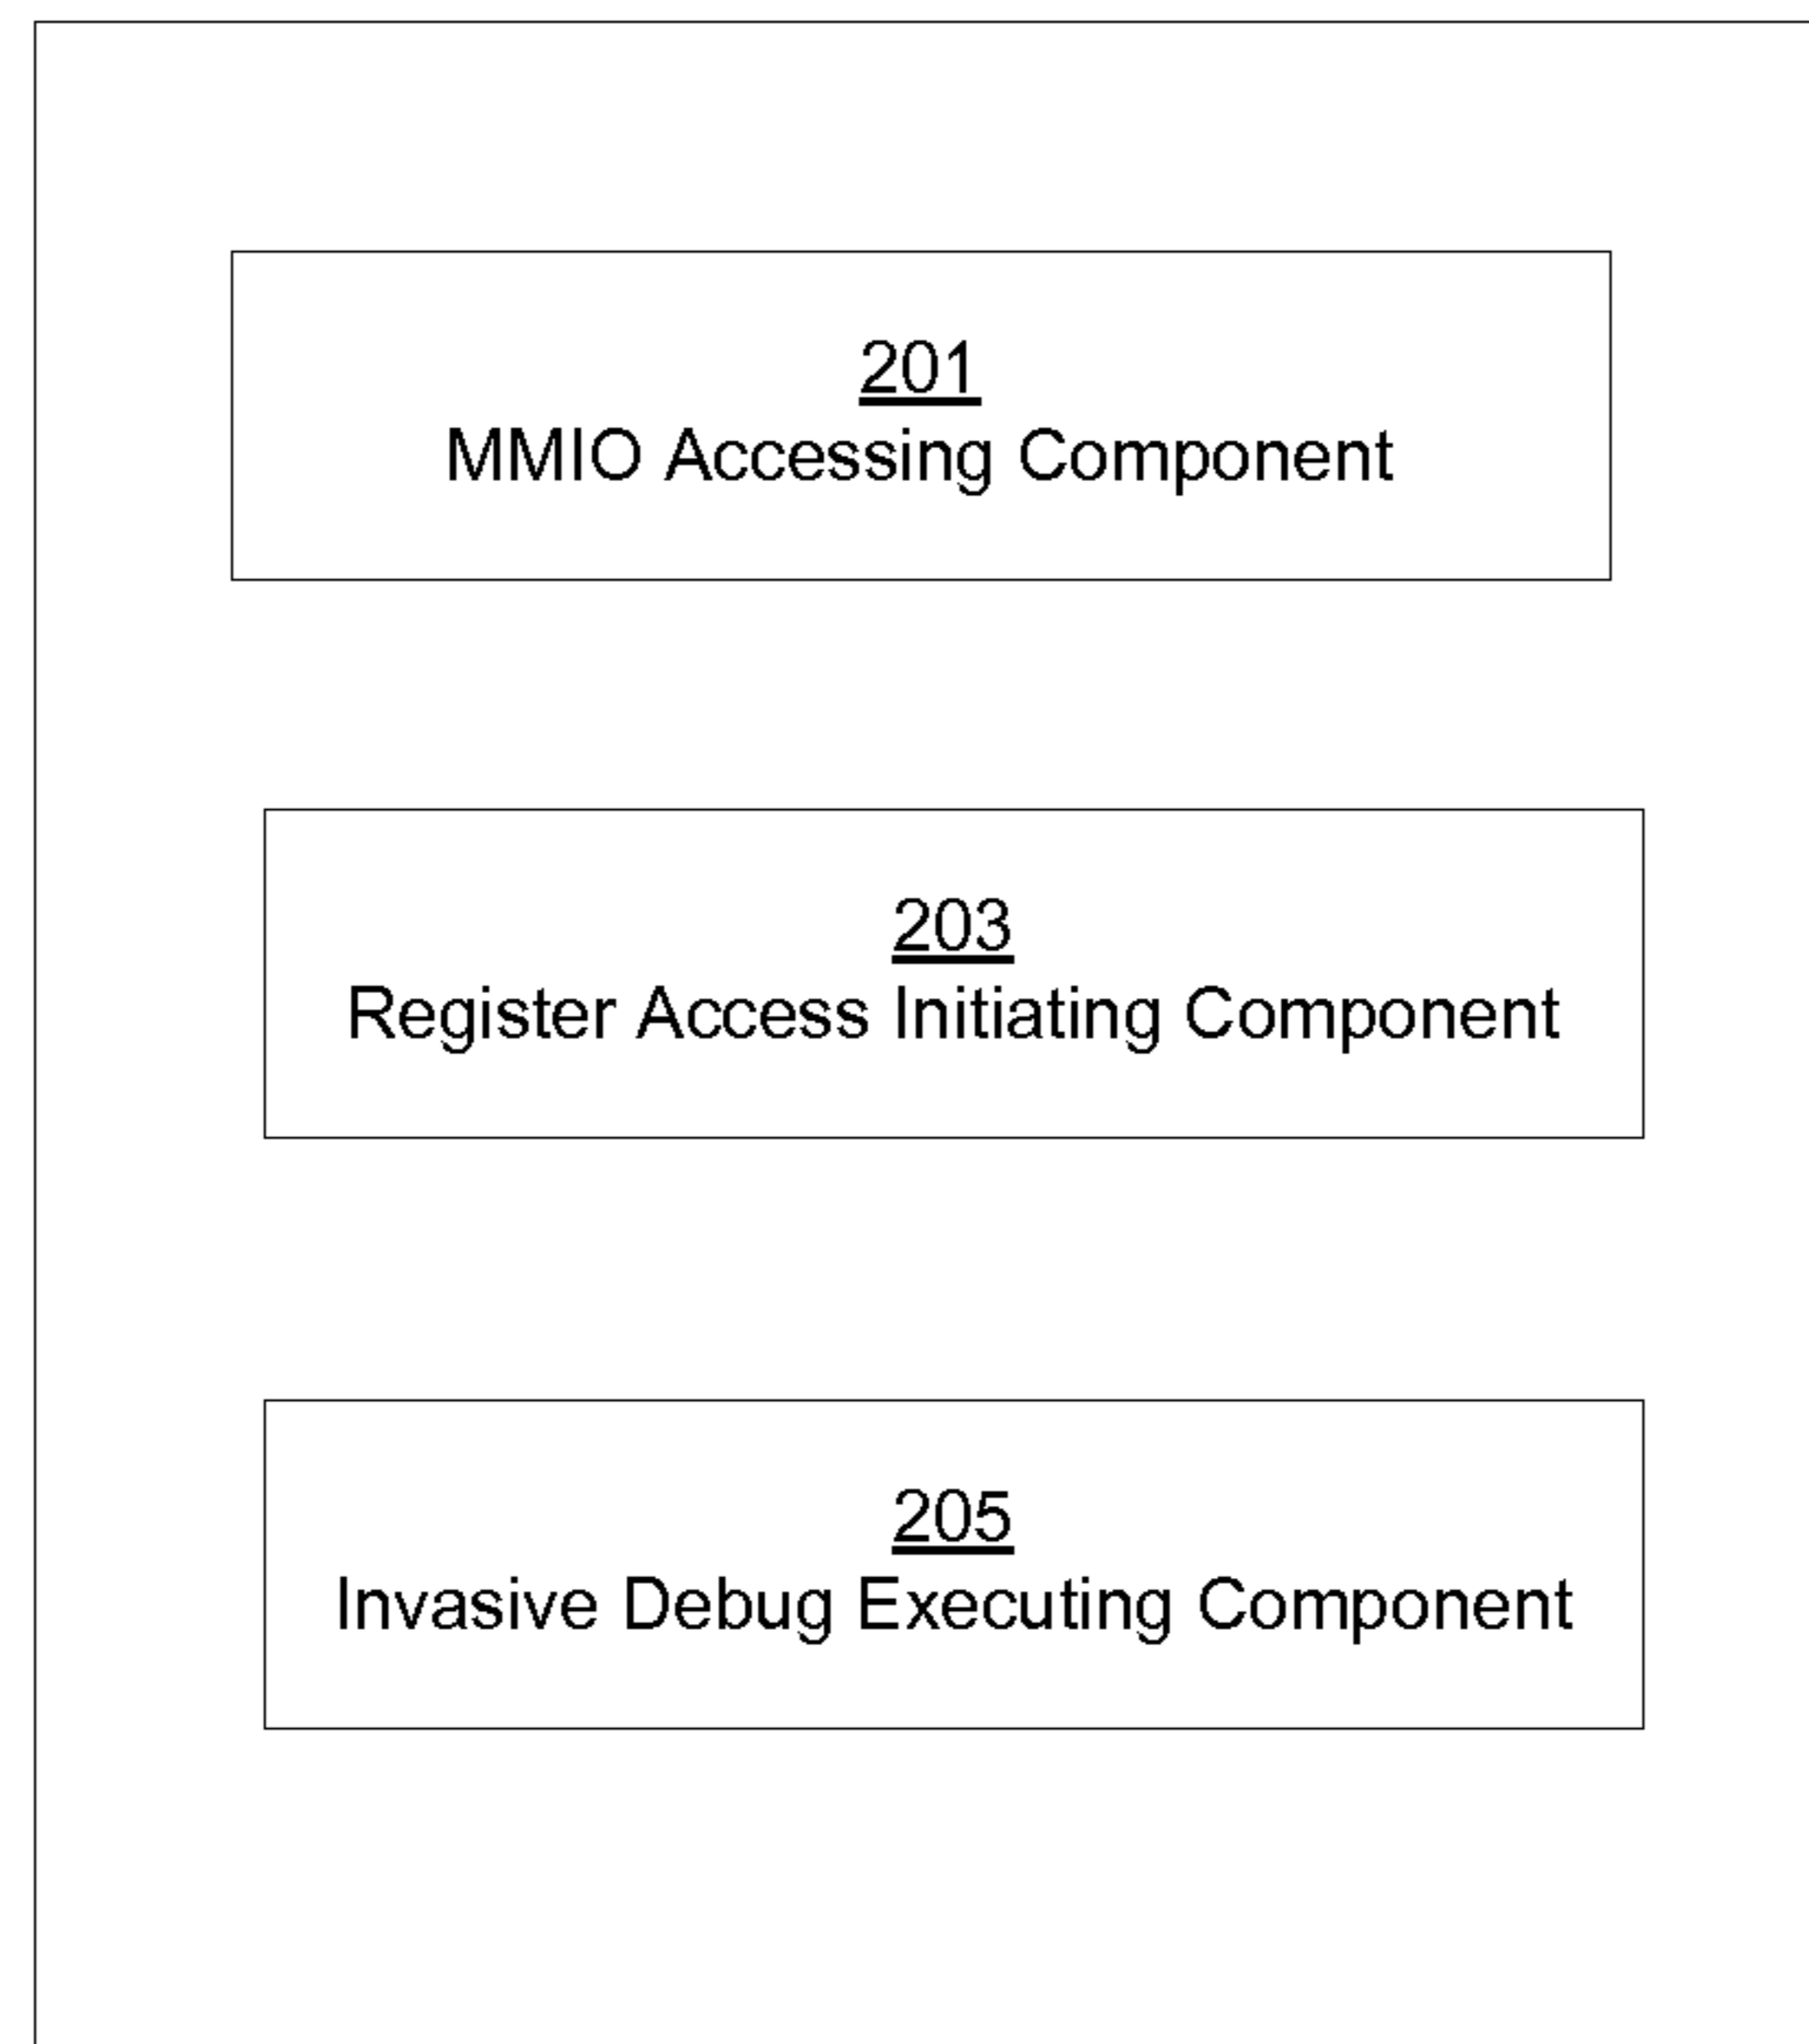 201
MMIO Accessing Component
203
Register Access Initiating Component
205
Invasive Debug Executing Component